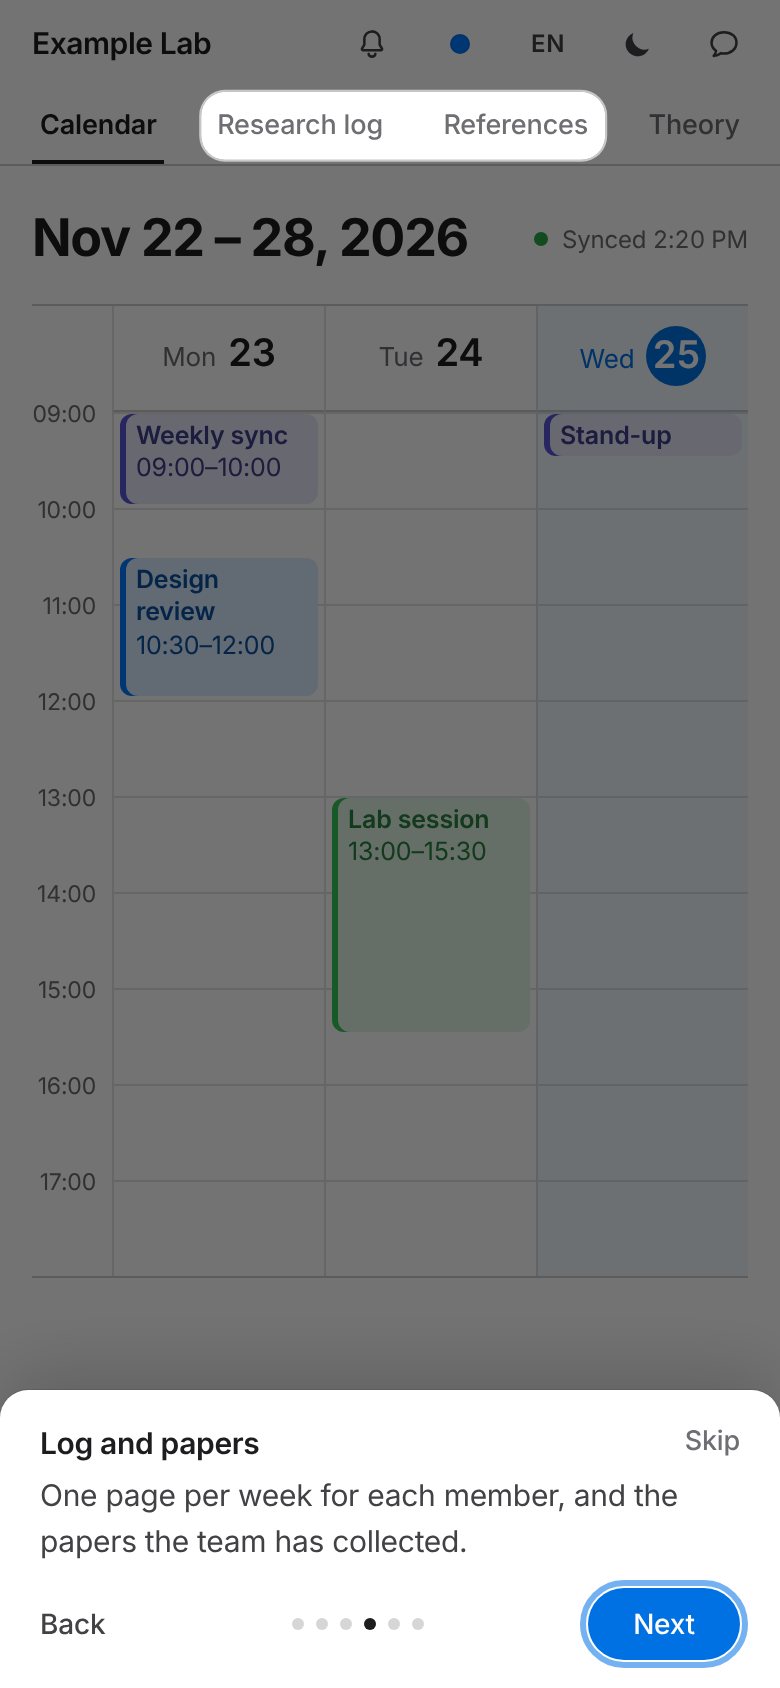 Example Lab
EN
Calendar Research log References Theory
Nov 22 – 28, 2026
Synced 2:20 PM
Mon 23
Tue 24
Wed 25
09:00
Weekly sync
09:00–10:00
Stand-up
10:00
Design
review
10:30–12:00
11:00
12:00
13:00
Lab session
13:00–15:30
14:00
15:00
16:00
17:00
Log and papers
Skip
One page per week for each member, and the
papers the team has collected.
Back
Next